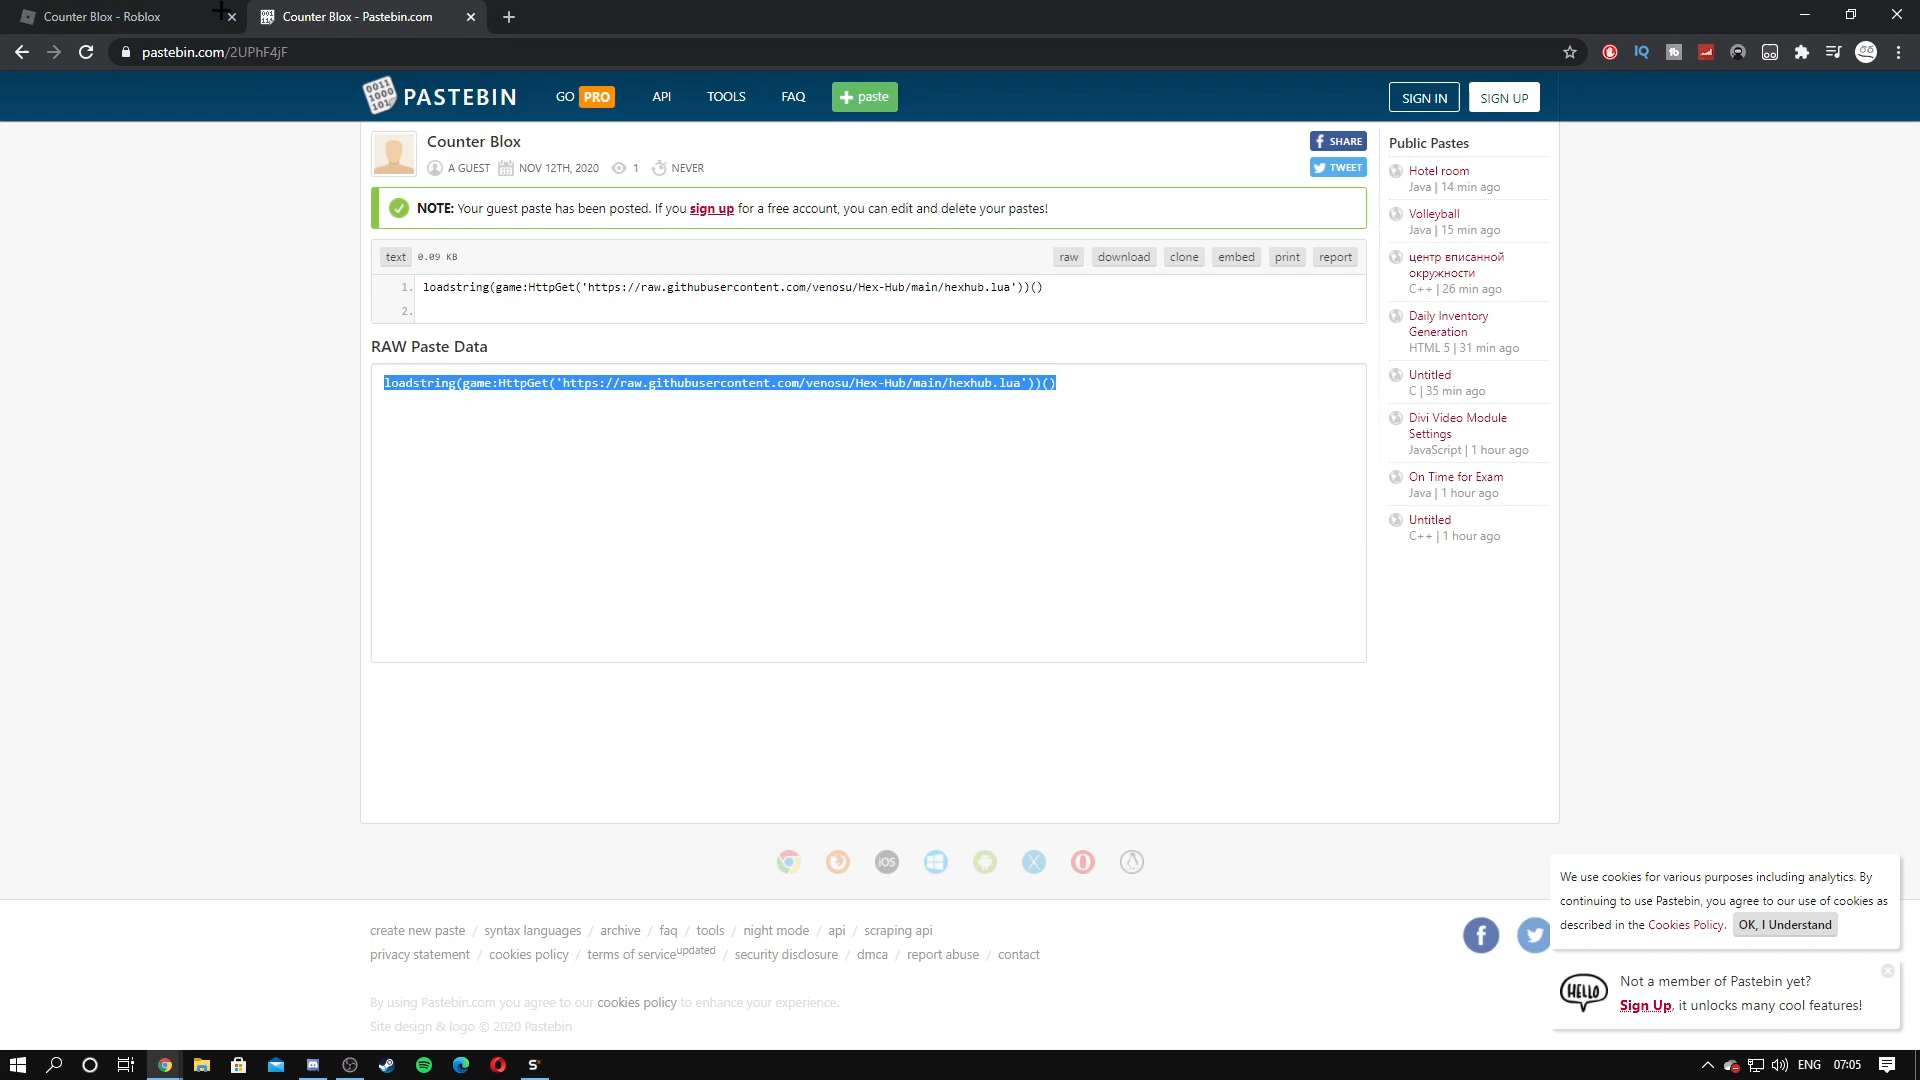 Counter Blox - Roblox
Counter Blox - Pastebin.com
pastebin.com/2UPhF4jF
PASTEBIN
GO PRO
API
TOOLS
FAQ
paste
SIGN IN
SIGN UP
Counter Blox
A GUEST
NOV 12TH, 2020
1
NEVER
SHARE
TWEET
NOTE: Your guest paste has been posted. If you sign up for a free account, you can edit and delete your pastes!
text 0.09 KB
raw
download
clone
embed
print
report
1. loadstring(game:HttpGet('https://raw.githubusercontent.com/venosu/Hex-Hub/main/hexhub.lua'))()
2.
RAW Paste Data
loadstring(game:HttpGet('https://raw.githubusercontent.com/venosu/Hex-Hub/main/hexhub.lua'))()
Public Pastes
Hotel room
Java | 14 min ago
Volleyball
Java | 15 min ago
центр вписанной
окружности
C++ | 26 min ago
Daily Inventory
Generation
HTML 5 | 31 min ago
Untitled
C | 35 min ago
Divi Video Module
Settings
JavaScript | 1 hour ago
On Time for Exam
Java | 1 hour ago
Untitled
C++ | 1 hour ago
iOS
create new paste / syntax languages / archive / faq / tools / night mode / api / scraping api
privacy statement / cookies policy / terms of service updated / security disclosure / dmca / report abuse / contact
By using Pastebin.com you agree to our cookies policy to enhance your experience.
Site design & logo © 2020 Pastebin
We use cookies for various purposes including analytics. By
continuing to use Pastebin, you agree to our use of cookies as
described in the Cookies Policy. OK, I Understand
HELLO
Not a member of Pastebin yet?
Sign Up, it unlocks many cool features!
ENG
07:05